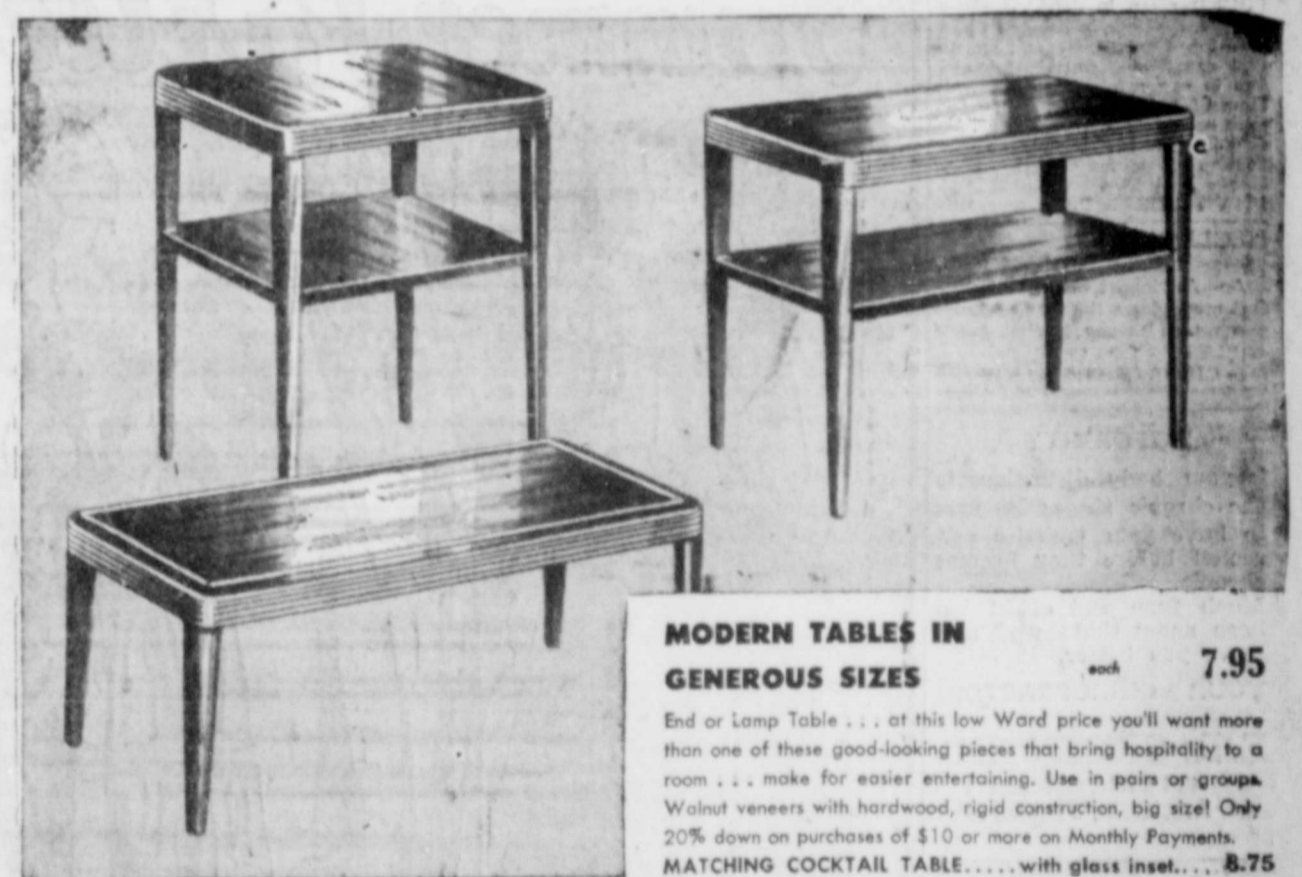 MODERN TABLES IN
GENEROUS SIZES each 7.95
End or Lamp Table . . . at this low Ward price you'll want more
than one of these good-looking pieces that bring hospitality to a
room . . . make for easier entertaining. Use in pairs or groups.
Walnut veneers with hardwood, rigid construction, big size! Only
20% down on purchases of $10 or more on Monthly Payments.
MATCHING COCKTAIL TABLE.....with glass inset.... 8.75